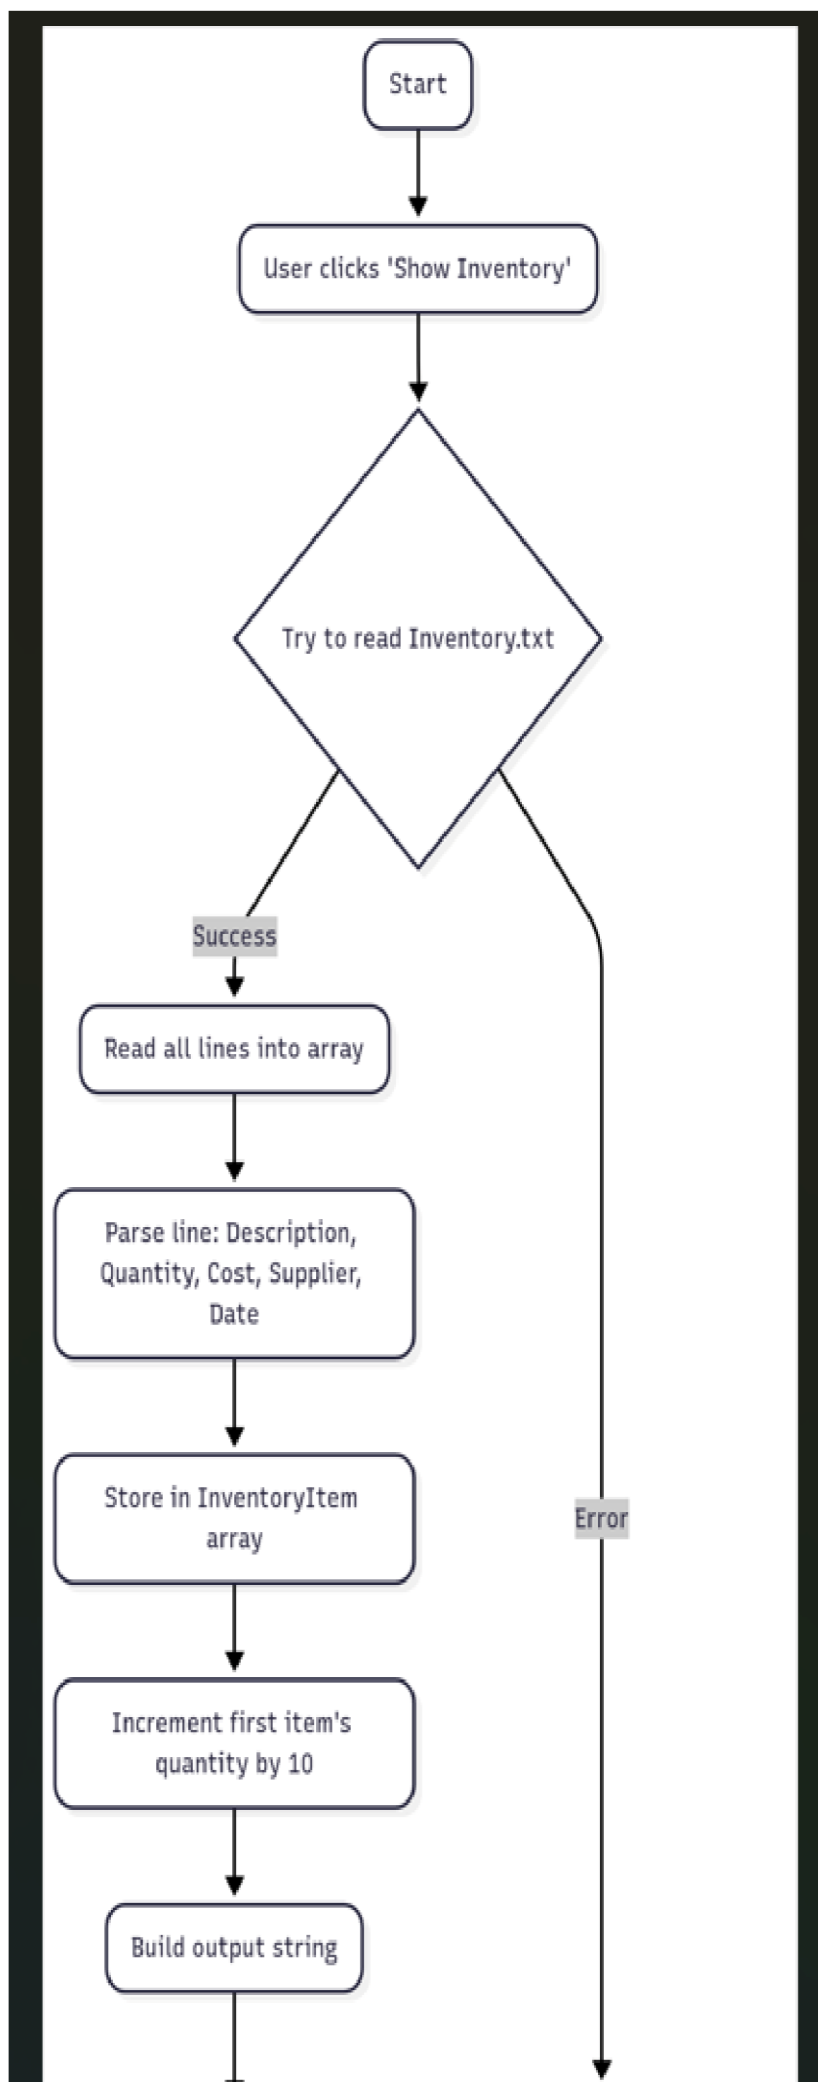 Start
User clicks 'Show Inventory'
Try to read Inventory.txt
Success
Read all lines into array
Parse line: Description,
Quantity, Cost, Supplier,
Date
Store in InventoryItem
array
Error
Increment first item's
quantity by 10
Build output string